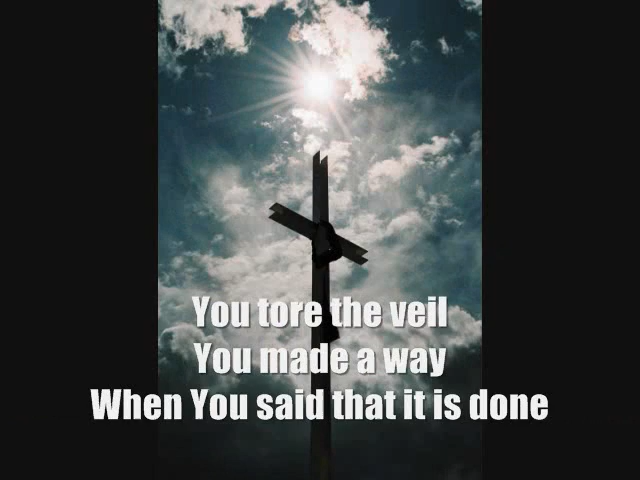 You tore the veil
You made a way
When You said that it is done